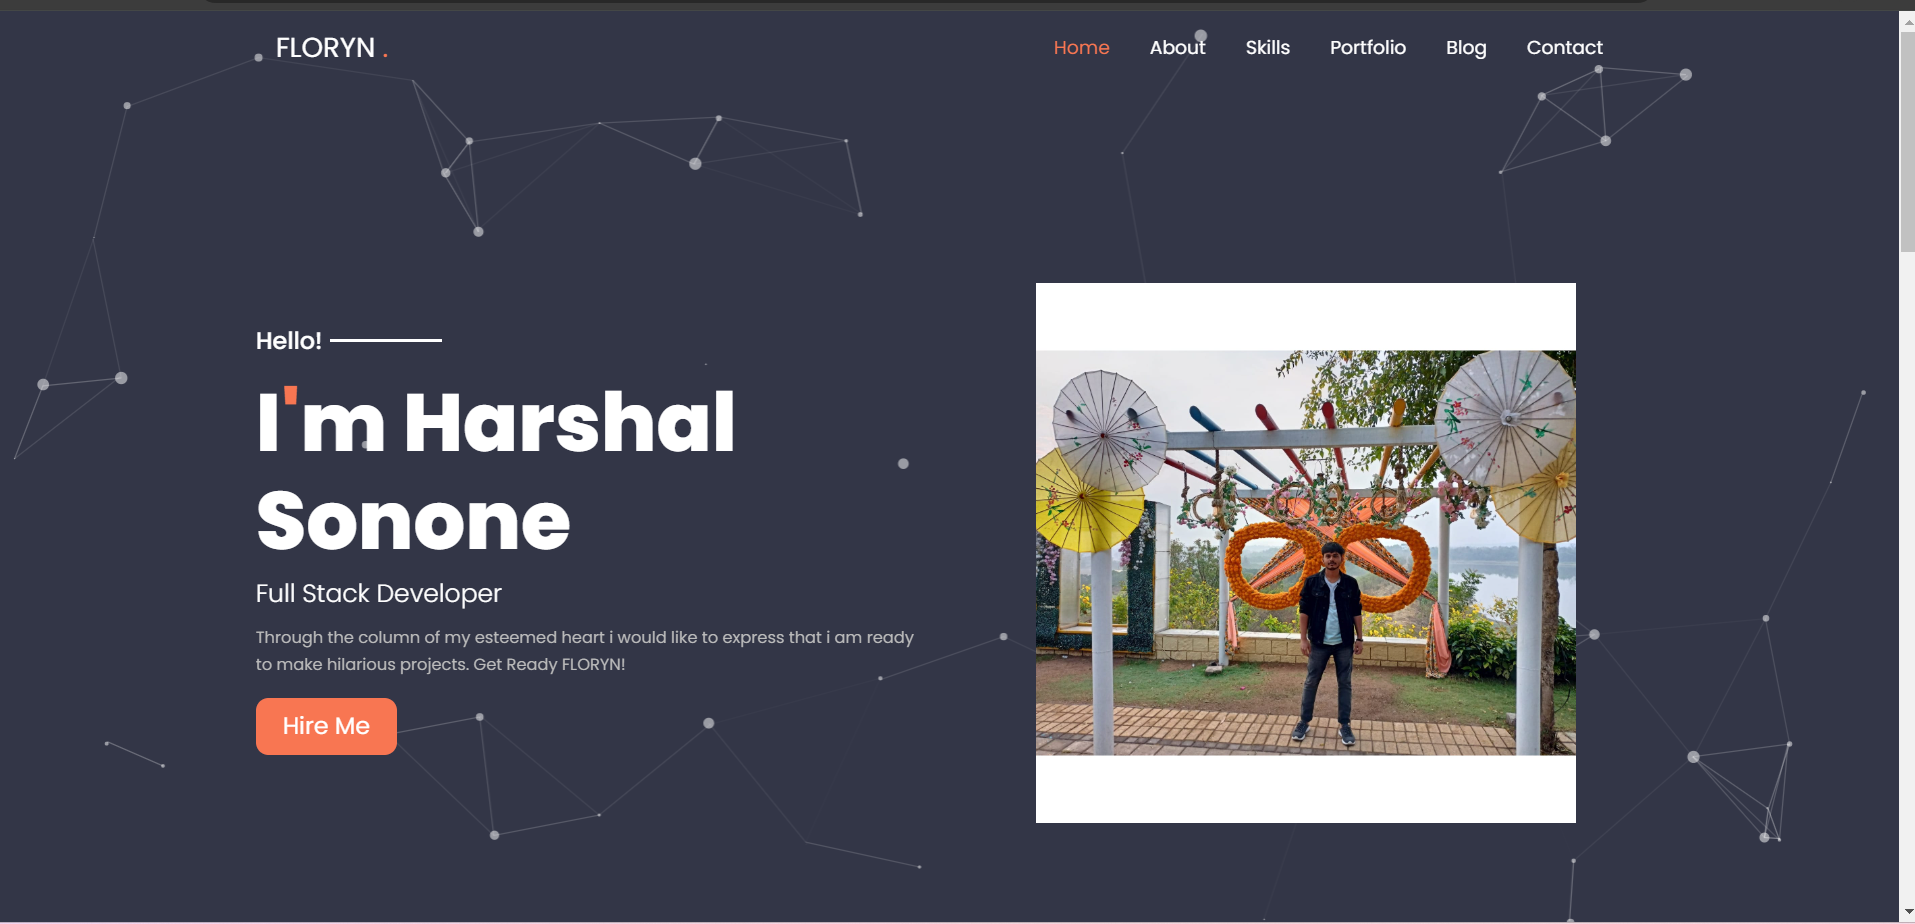 FLORYN .
Home About Skills Portfolio Blog Contact
Hello!
I'm Harshal
Sonone
Full Stack Developer
Through the column of my esteemed heart i would like to express that i am ready
to make hilarious projects. Get Ready FLORYN!
Hire Me